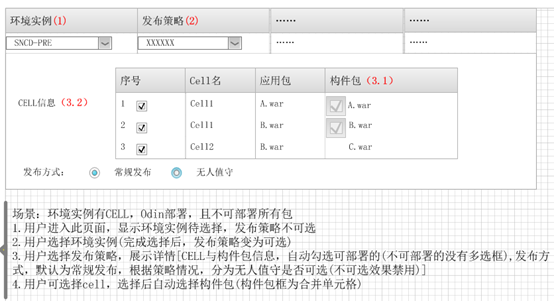 环境实例(1) 发布策略(2) …… ……
SNCD-PRE XXXXXX …… ……
序号 Cell名 应用包 构件包（3.1）
CELL信息（3.2）
1 Cell1 A.war A.war
2 Cell1 B.war B.war
3 Cell2 B.war C.war
发布方式： 常规发布 无人值守
场景：环境实例有CELL，Odin部署，且不可部署所有包
1.用户进入此页面，显示环境实例待选择，发布策略不可选
2.用户选择环境实例(完成选择后，发布策略变为可选)
3.用户选择发布策略，展示详情[CELL与构件包信息，自动勾选可部署的(不可部署的没有多选框),发布方
式，默认为常规发布，根据策略情况，分为无人值守是否可选(不可选效果禁用)]
4.用户可选择cell，选择后自动选择构件包(构件包框为合并单元格)